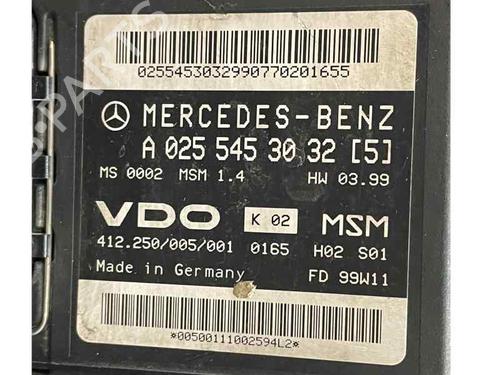 02554530329907702016​55
MERCEDES-BENZ
A 025 545 30 32 [5]
MS 0002 MSM 1.4 HW 03.99
VDO K 02 MSM
412.250/005/001 0165 H02 S01
Made in Germany FD 99W11
*00500111002594L2*